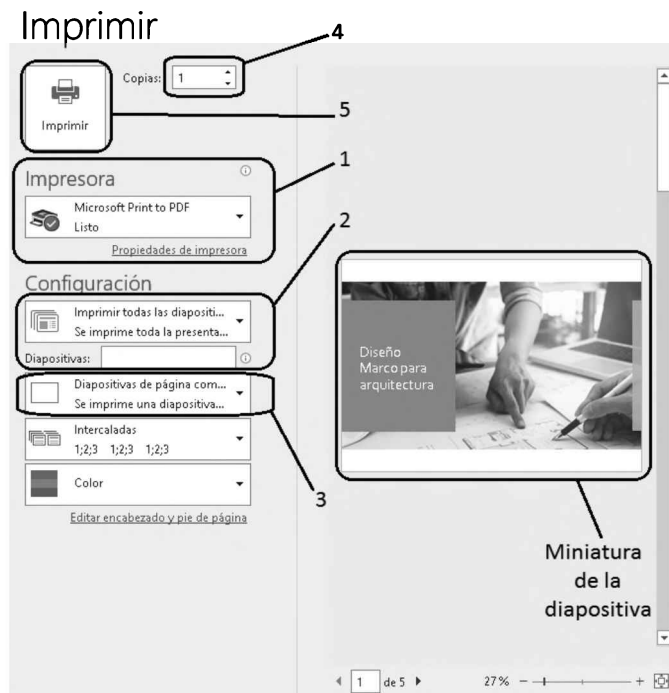 Imprimir
4
Copias: 1
Imprimir
5
1
Impresora
Microsoft Print to PDF
Listo
Propiedades de impresora
2
Configuración
Imprimir todas las diapositi...
Se imprime toda la presenta...
Diapositivas:
Diapositivas de página com...
Se imprime una diapositiva...
Intercaladas
1;2;3 1;2;3 1;2;3
3
Color
Editar encabezado y pie de página
Diseño
Marco para
arquitectura
Miniatura
de la
diapositiva
1 de 5
27%